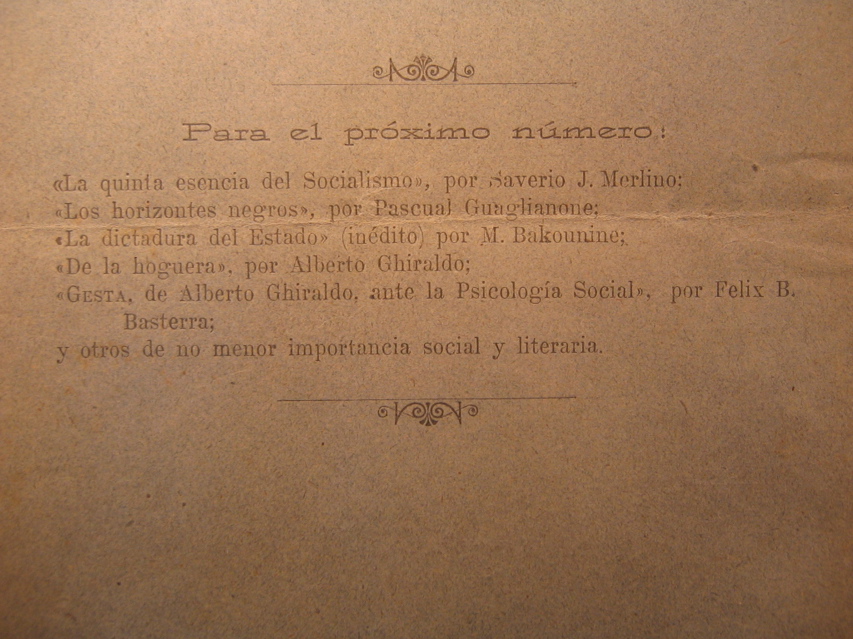 Para el próximo número:
«La quinta esencia del Socialismo», por Saverio J. Merlino;
«Los horizontes negros», por Pascual Guaglianone;
«La dictadura del Estado» (inédito) por M. Bakounine;
«De la hoguera», por Alberto Ghiraldo;
«GESTA, de Alberto Ghiraldo, ante la Psicología Social», por Felix B.
Basterra;
y otros de no menor importancia social y literaria.